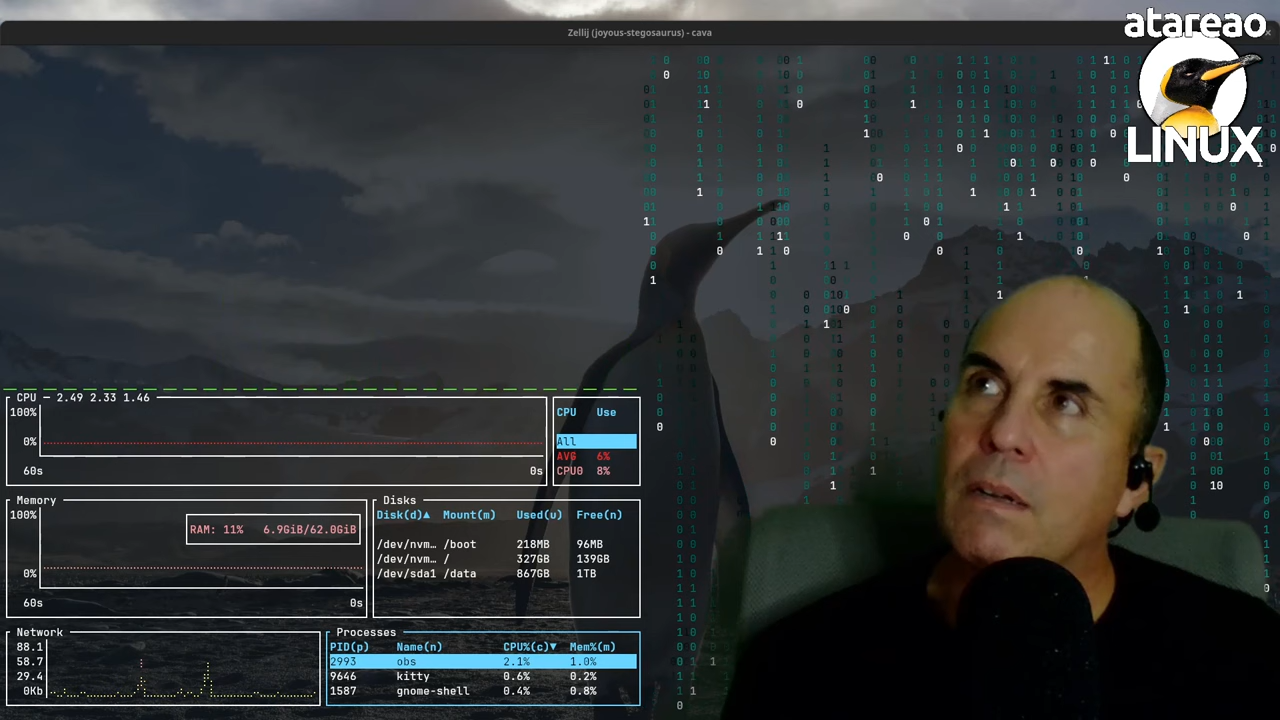 Zellij (joyous-stegosaurus) - cava
atareao
LINUX
CPU — 2.49 2.33 1.46
100%
0%
60s 0s
CPU Use
All
AVG 6%
CPU0 8%
Memory
100%
RAM: 11% 6.9GiB/62.0GiB
0%
60s 0s
Disks
Disk(d)▲ Mount(m) Used(u) Free(n)
/dev/nvm… /boot 218MB 96MB
/dev/nvm… / 327GB 139GB
/dev/sda1 /data 867GB 1TB
Network
88.1
58.7
29.4
0Kb
Processes
PID(p) Name(n) CPU%(c)▼ Mem%(m)
2993 obs 2.1% 1.0%
9646 kitty 0.6% 0.2%
1587 gnome-shell 0.4% 0.8%